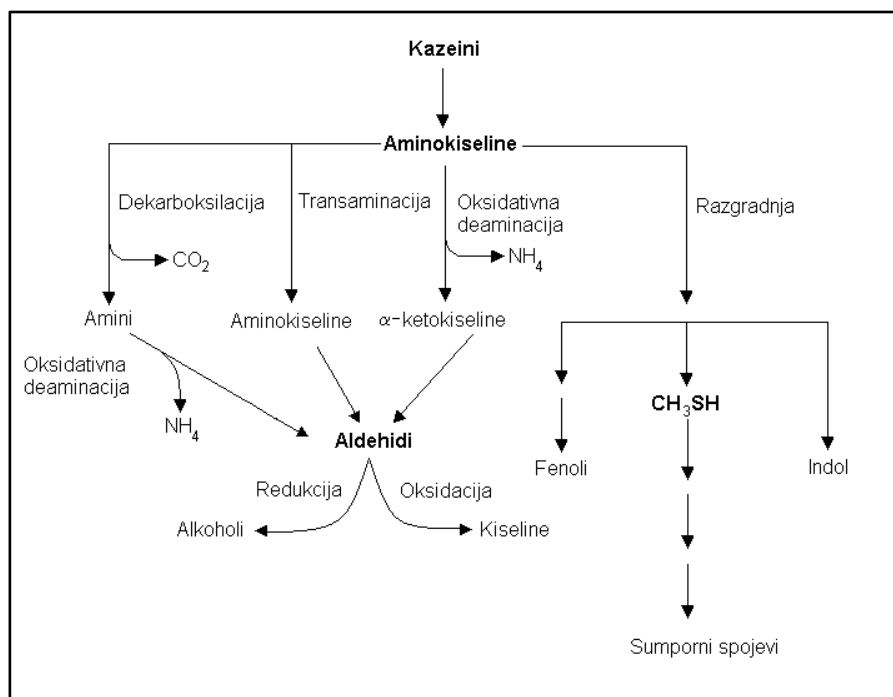 Kazeini
Aminokiseline
Dekarboksilacija
Transaminacija
Oksidativna
deaminacija
Razgradnja
CO₂
NH₄
Amini
Aminokiseline
α-ketokiseline
Oksidativna
deaminacija
NH₄
CH₃SH
Aldehidi
Fenoli
Indol
Redukcija
Oksidacija
Alkoholi
Kiseline
Sumporni spojevi